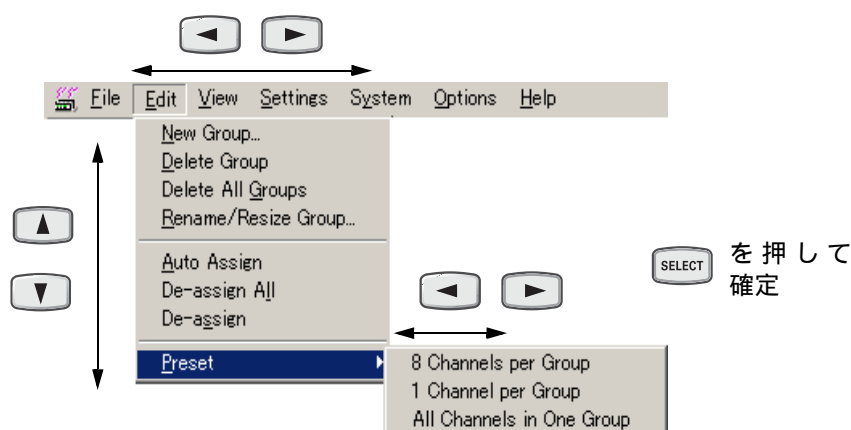 File Edit View Settings System Options Help
New Group...
Delete Group
Delete All Groups
Rename/Resize Group...
Auto Assign
De-assign All
De-assign
Preset
8 Channels per Group
1 Channel per Group
All Channels in One Group
SELECT を押して
確定